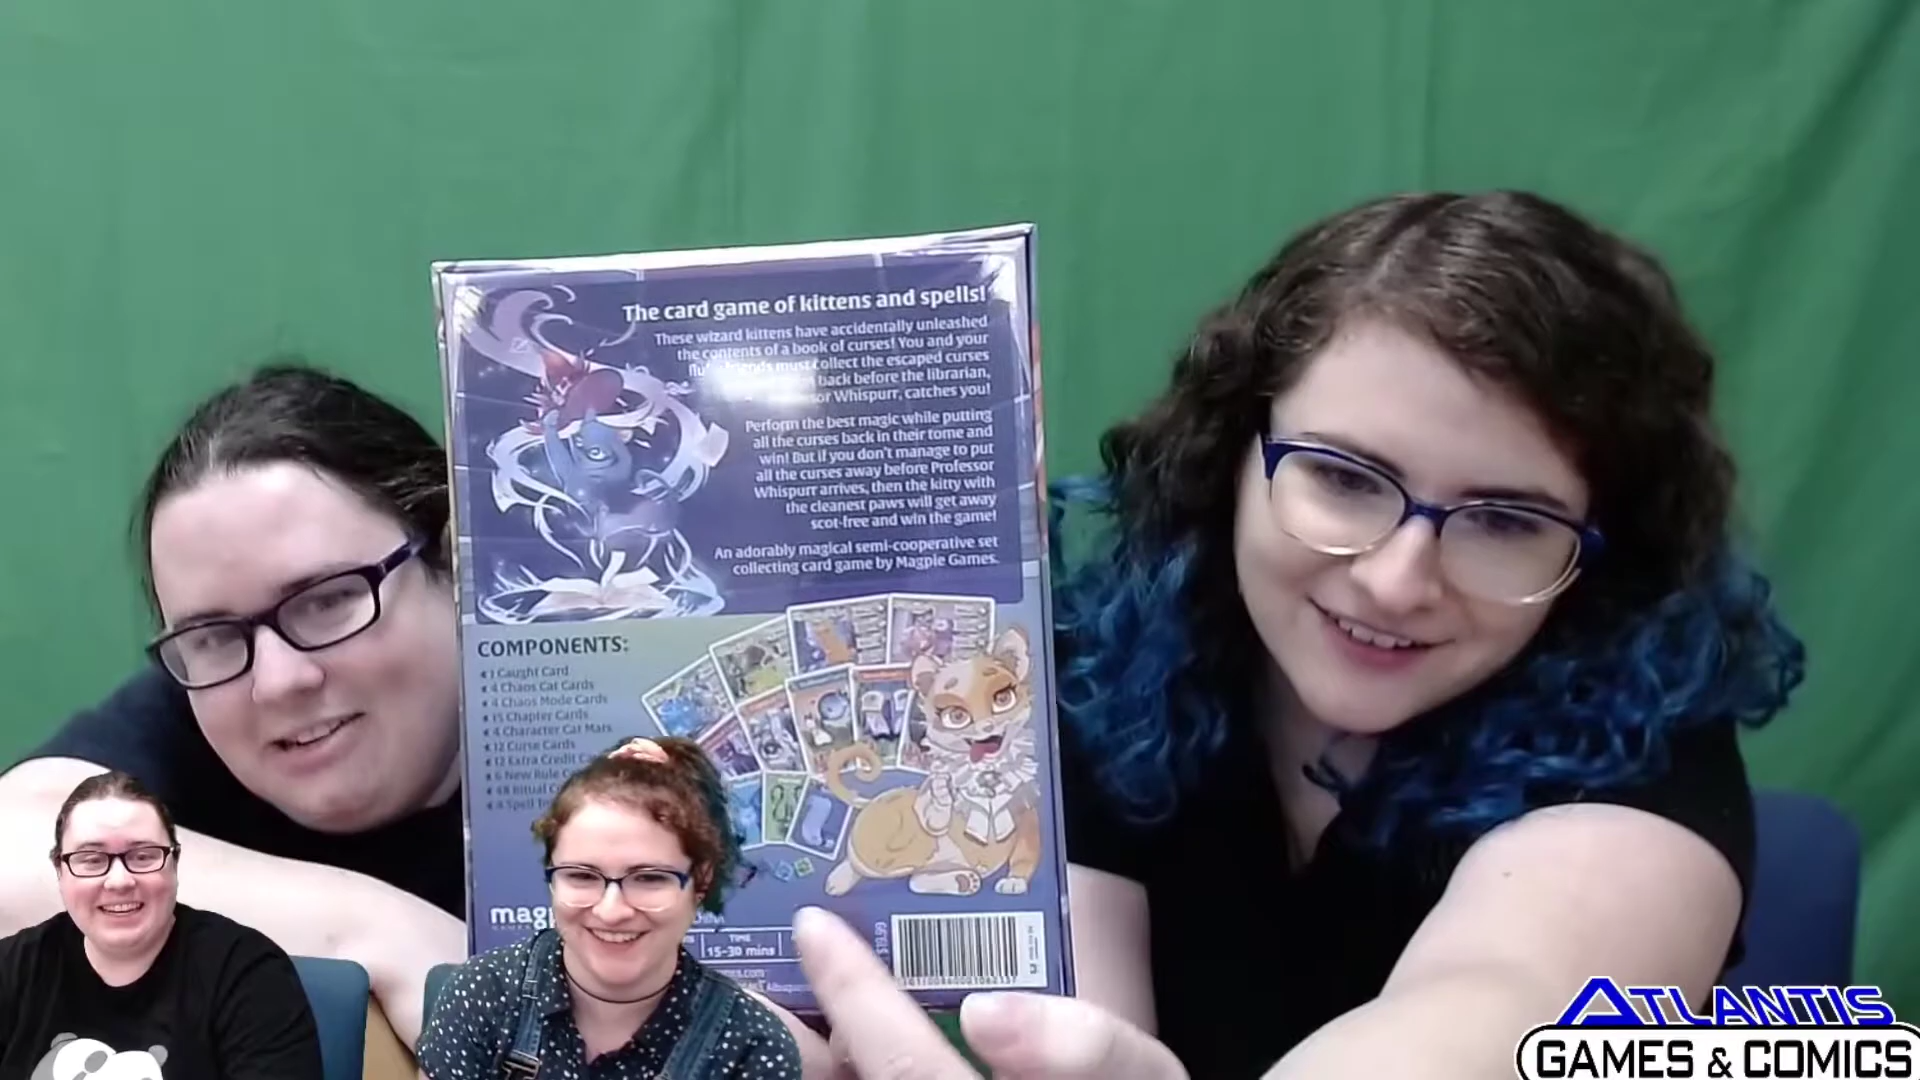 The card game of kittens and spells!
These wizard kittens have accidentally unleashed
the contents of a book of curses! You and your
friends must collect the escaped curses
back before the librarian,
Whispurr, catches you!
Perform the best magic while putting
all the curses back in their tome and
win! But if you don't manage to put
all the curses away before Professor
Whispurr arrives, then the kitty with
the cleanest paws will get away
scot-free and win the game!
An adorably magical semi-cooperative set
collecting card game by Magpie Games.
COMPONENTS:
1 Caught Card
4 Chaos Cat Cards
4 Chaos Mode Cards
15 Chapter Cards
4 Character Cat Mats
12 Curse Cards
12 Extra Credit
6 New Rule
48 Ritual
TIME
15-30 mins
$19.99
ATLANTIS
GAMES & COMICS